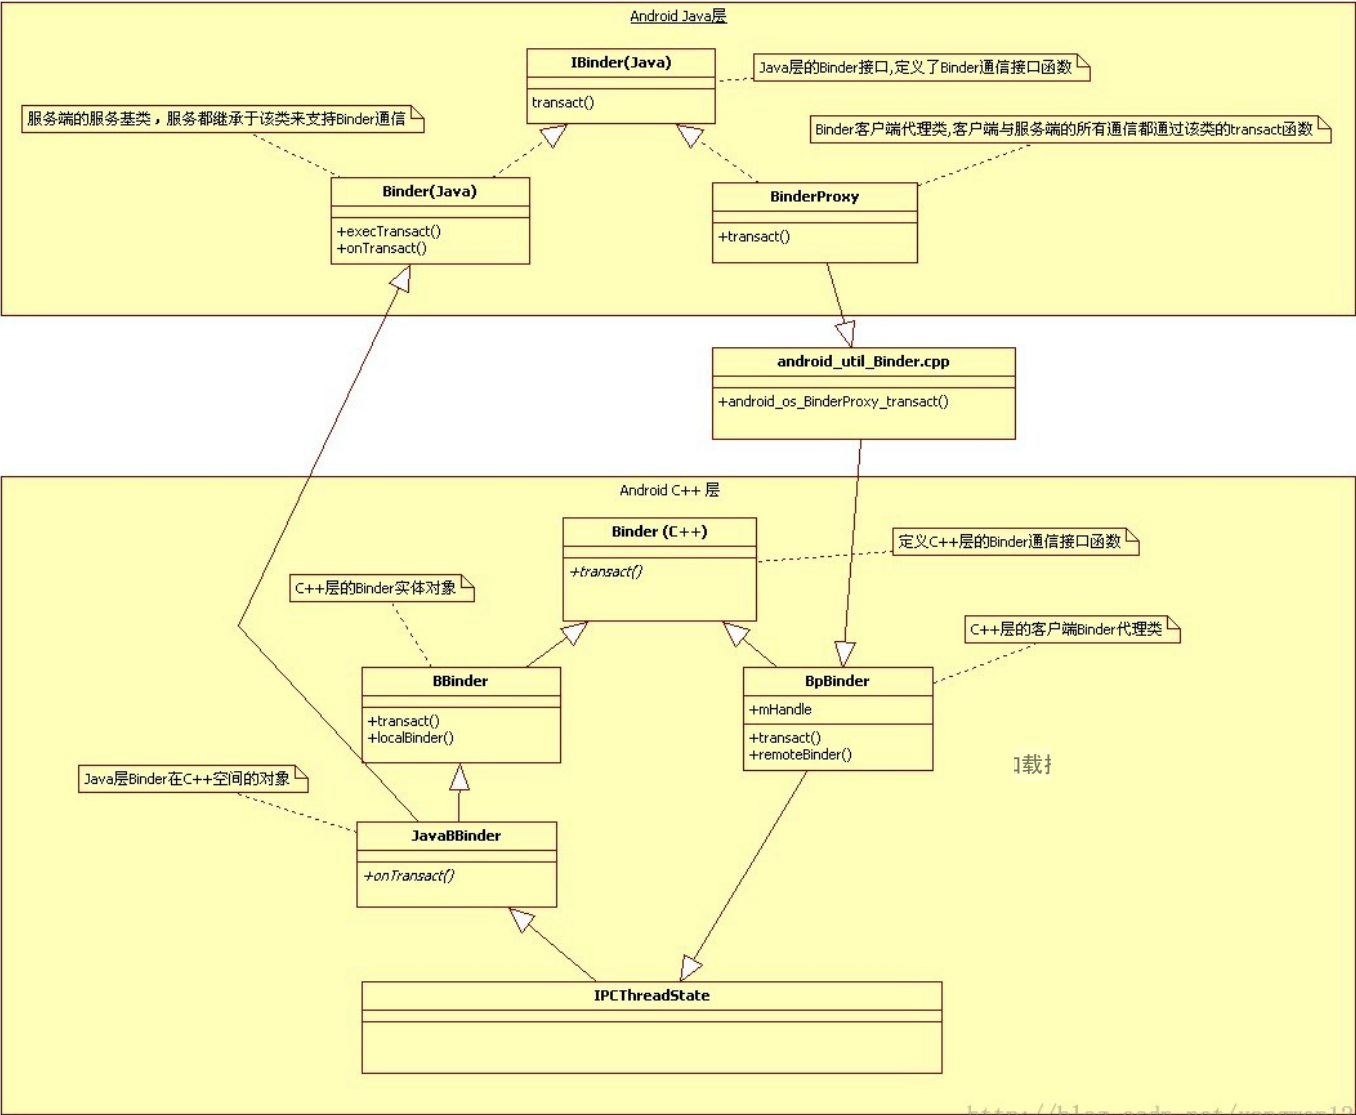 Android Java层
IBinder(Java)
transact()
Java层的Binder接口,定义了Binder通信接口函数
服务端的服务基类，服务都继承于该类来支持Binder通信
Binder客户端代理类,客户端与服务端的所有通信都通过该类的transact函数
Binder(Java)
+execTransact()
+onTransact()
BinderProxy
+transact()
android_util_Binder.cpp
+android_os_BinderProxy_transact()
Android C++ 层
Binder (C++)
+transact()
定义C++层的Binder通信接口函数
C++层的Binder实体对象
C++层的客户端Binder代理类
BBinder
+transact()
+localBinder()
BpBinder
+mHandle
+transact()
+remoteBinder()
Java层Binder在C++空间的对象
JavaBBinder
+onTransact()
IPCThreadState